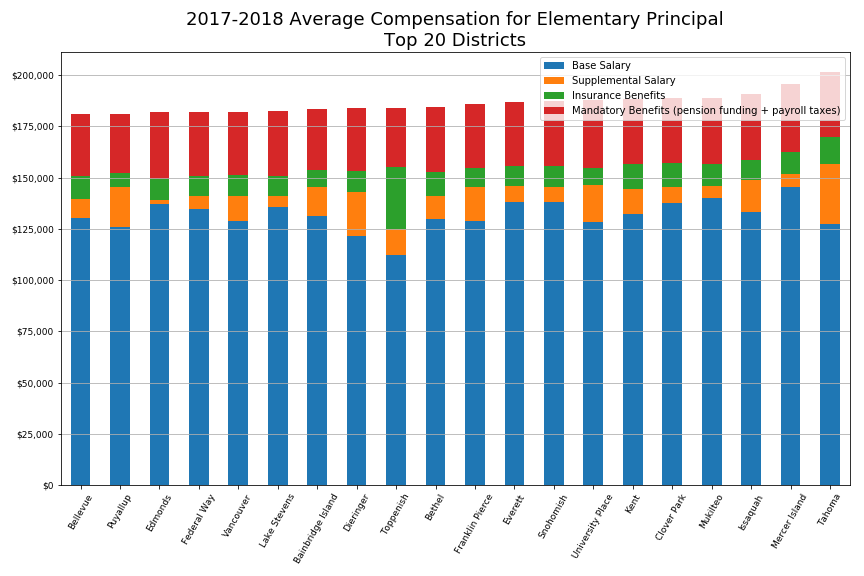 2017-2018 Average Compensation for Elementary Principal
Top 20 Districts
Base Salary
Supplemental Salary
Insurance Benefits
Mandatory Benefits (pension funding + payroll taxes)
$200,000
$175,000
$150,000
$125,000
$100,000
$75,000
$50,000
$25,000
$0
Bellevue
Puyallup
Edmonds
Federal Way
Vancouver
Lake Stevens
Bainbridge Island
Dieringer
Toppenish
Bethel
Franklin Pierce
Everett
Snohomish
University Place
Kent
Clover Park
Mukilteo
Issaquah
Mercer Island
Tahoma